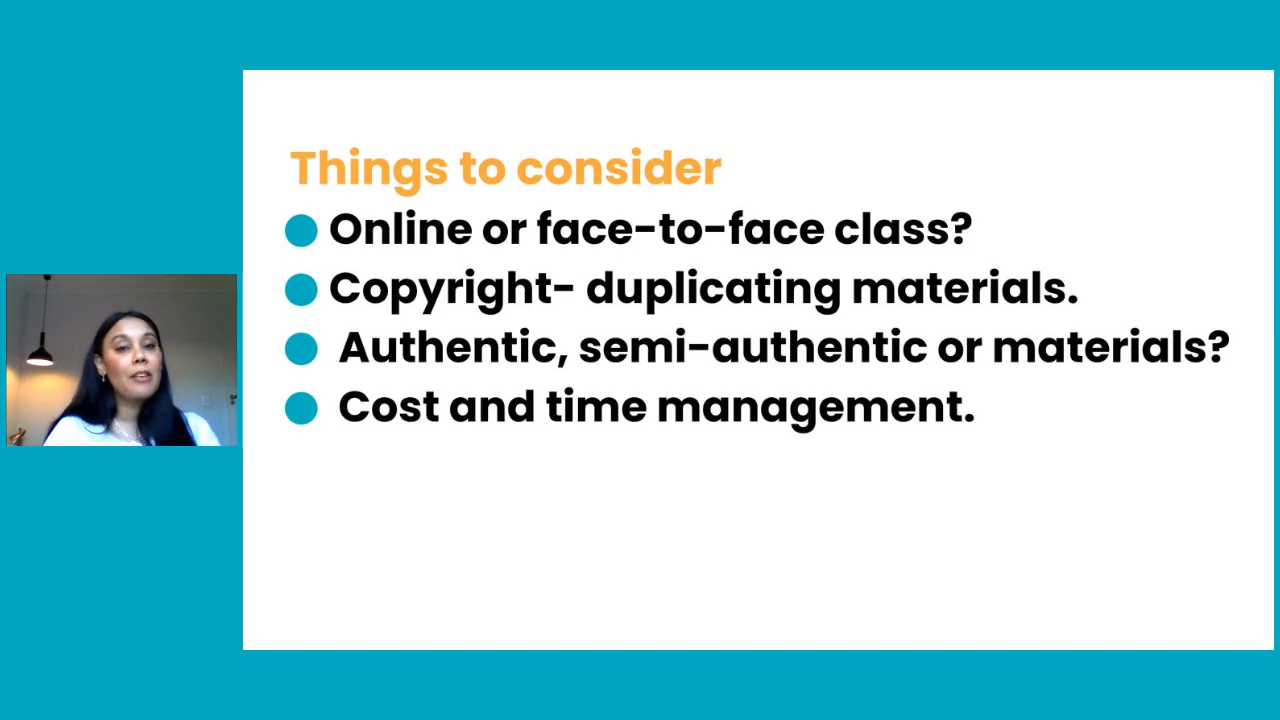 Things to consider
Online or face-to-face class?
Copyright- duplicating materials.
Authentic, semi-authentic or materials?
Cost and time management.